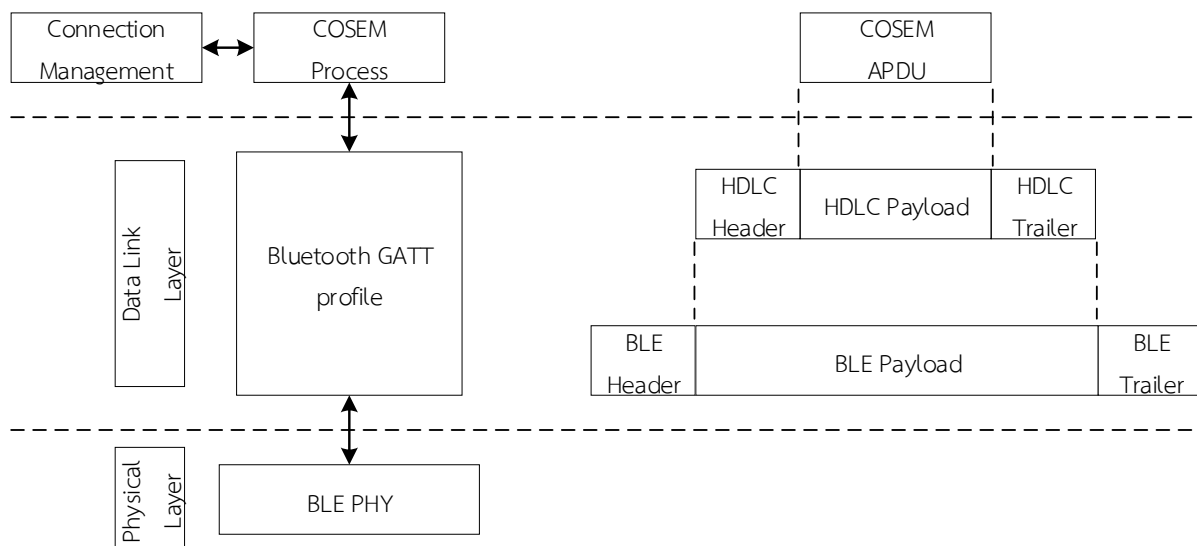 Connection
Management
COSEM
Process
COSEM
APDU
Data Link
Layer
Bluetooth GATT
profile
HDLC
Header
HDLC Payload
HDLC
Trailer
BLE
Header
BLE Payload
BLE
Trailer
Physical
Layer
BLE PHY